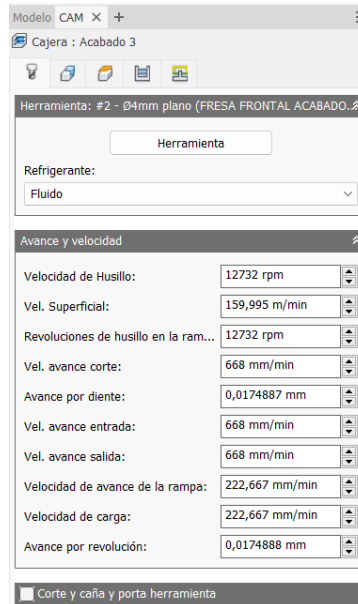 Modelo CAM × +
Cajera : Acabado 3
Herramienta: #2 - Ø4mm plano (FRESA FRONTAL ACABADO...
Herramienta
Refrigerante:
Fluido
Avance y velocidad
Velocidad de Husillo: 12732 rpm
Vel. Superficial: 159,995 m/min
Revoluciones de husillo en la ram... 12732 rpm
Vel. avance corte: 668 mm/min
Avance por diente: 0,0174887 mm
Vel. avance entrada: 668 mm/min
Vel. avance salida: 668 mm/min
Velocidad de avance de la rampa: 222,667 mm/min
Velocidad de carga: 222,667 mm/min
Avance por revolución: 0,0174888 mm
Corte y caña y porta herramienta